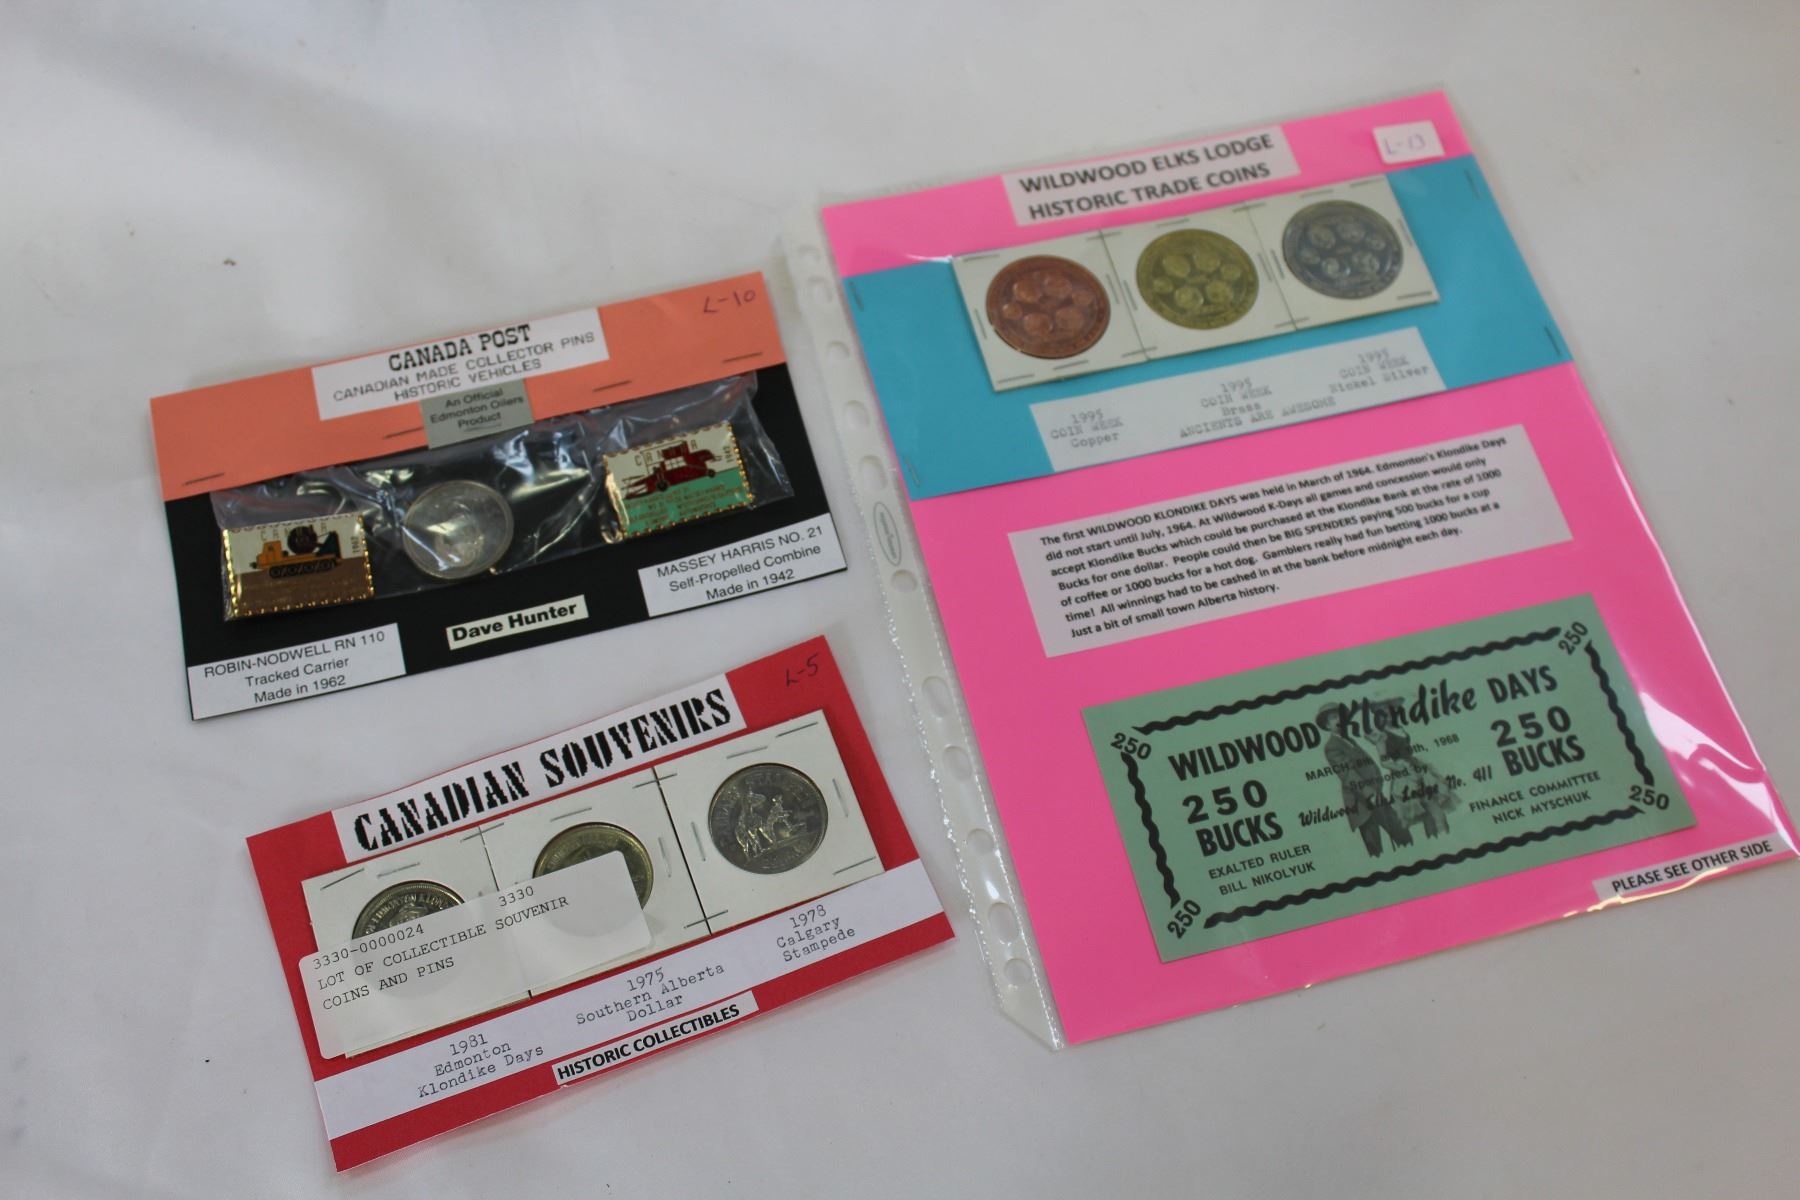 L-10
CANADA POST
CANADIAN MADE COLLECTOR PINS
HISTORIC VEHICLES
An Official
Edmonton Oilers
Product
CANADA
ROBIN-NODWELL RN 110
Tracked Carrier
Made in 1962
Dave Hunter
MASSEY HARRIS NO. 21
Self-Propelled Combine
Made in 1942
L-5
CANADIAN SOUVENIRS
3330
3330-0000024
LOT OF COLLECTIBLE SOUVENIR
COINS AND PINS
1981
Edmonton
Klondike Days
1975
Southern Alberta
Dollar
1978
Calgary
Stampede
HISTORIC COLLECTIBLES
L-13
WILDWOOD ELKS LODGE
HISTORIC TRADE COINS
1995
COIN WEEK
Copper
1995
COIN WEEK
Brass
1995
COIN WEEK
Nickel Silver
ANCIENTS ARE AWESOME
The first WILDWOOD KLONDIKE DAYS was held in March of 1964. Edmonton's Klondike Days
did not start until July, 1964. At Wildwood K-Days all games and concession would only
accept Klondike Bucks which could be purchased at the Klondike Bank at the rate of 1000
Bucks for one dollar. People could then be BIG SPENDERS paying 500 bucks for a cup
of coffee or 1000 bucks for a hot dog. Gamblers really had fun betting 1000 bucks at a
time! All winnings had to be cashed in at the bank before midnight each day.
Just a bit of small town Alberta history.
250 250
WILDWOOD Klondike DAYS
MARCH 8th 9th, 1968
Sponsored by
Wildwood Elks Lodge No. 411
250
BUCKS
250
BUCKS
EXALTED RULER
BILL NIKOLYUK
FINANCE COMMITTEE
NICK MYSCHUK
250 250
PLEASE SEE OTHER SIDE